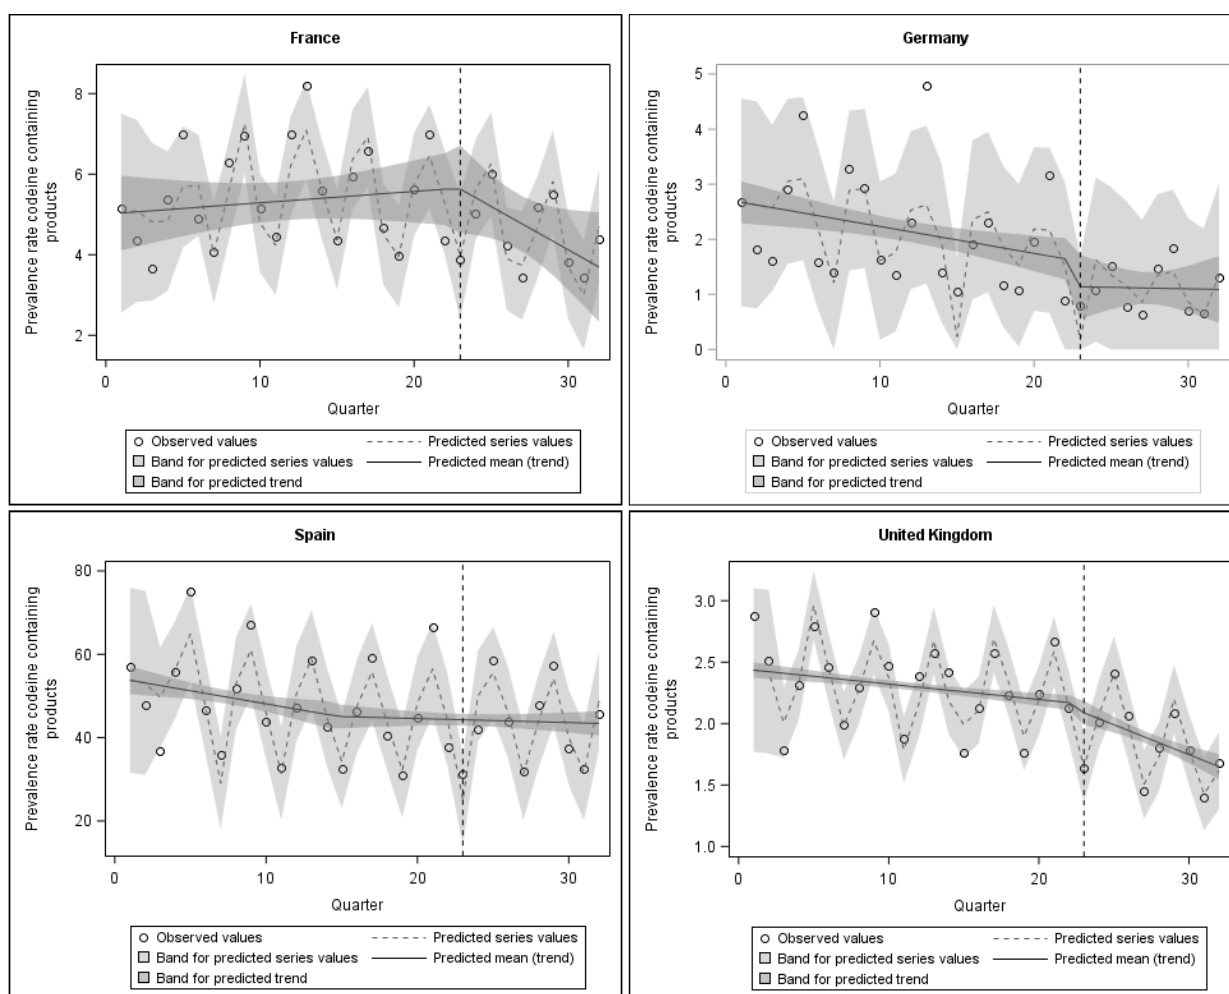 France
Prevalence rate codeine containing
products
8
6
4
2
0
10
20
30
Quarter
Observed values
Predicted series values
Band for predicted series values
Predicted mean (trend)
Band for predicted trend
Germany
Prevalence rate codeine containing
products
5
4
3
2
1
0
0
10
20
30
Quarter
Observed values
Predicted series values
Band for predicted series values
Predicted mean (trend)
Band for predicted trend
Spain
Prevalence rate codeine containing
products
80
60
40
20
0
10
20
30
Quarter
Observed values
Predicted series values
Band for predicted series values
Predicted mean (trend)
Band for predicted trend
United Kingdom
Prevalence rate codeine containing
products
3.0
2.5
2.0
1.5
1.0
0
10
20
30
Quarter
Observed values
Predicted series values
Band for predicted series values
Predicted mean (trend)
Band for predicted trend